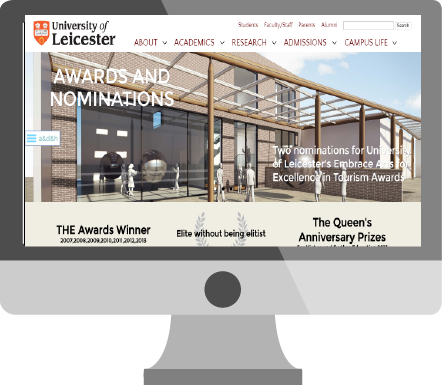 University of
Leicester
Students Faculty/Staff Parents Alumni Search
ABOUT ACADEMICS RESEARCH ADMISSIONS CAMPUS LIFE
AWARDS AND
NOMINATIONS
Two nominations for University
of Leicester's Embrace Arts for
Excellence in Tourism Awards
THE Awards Winner
2007,2008,2009,2010,2011,2012,2013
Elite without being elitist
The Queen's
Anniversary Prizes